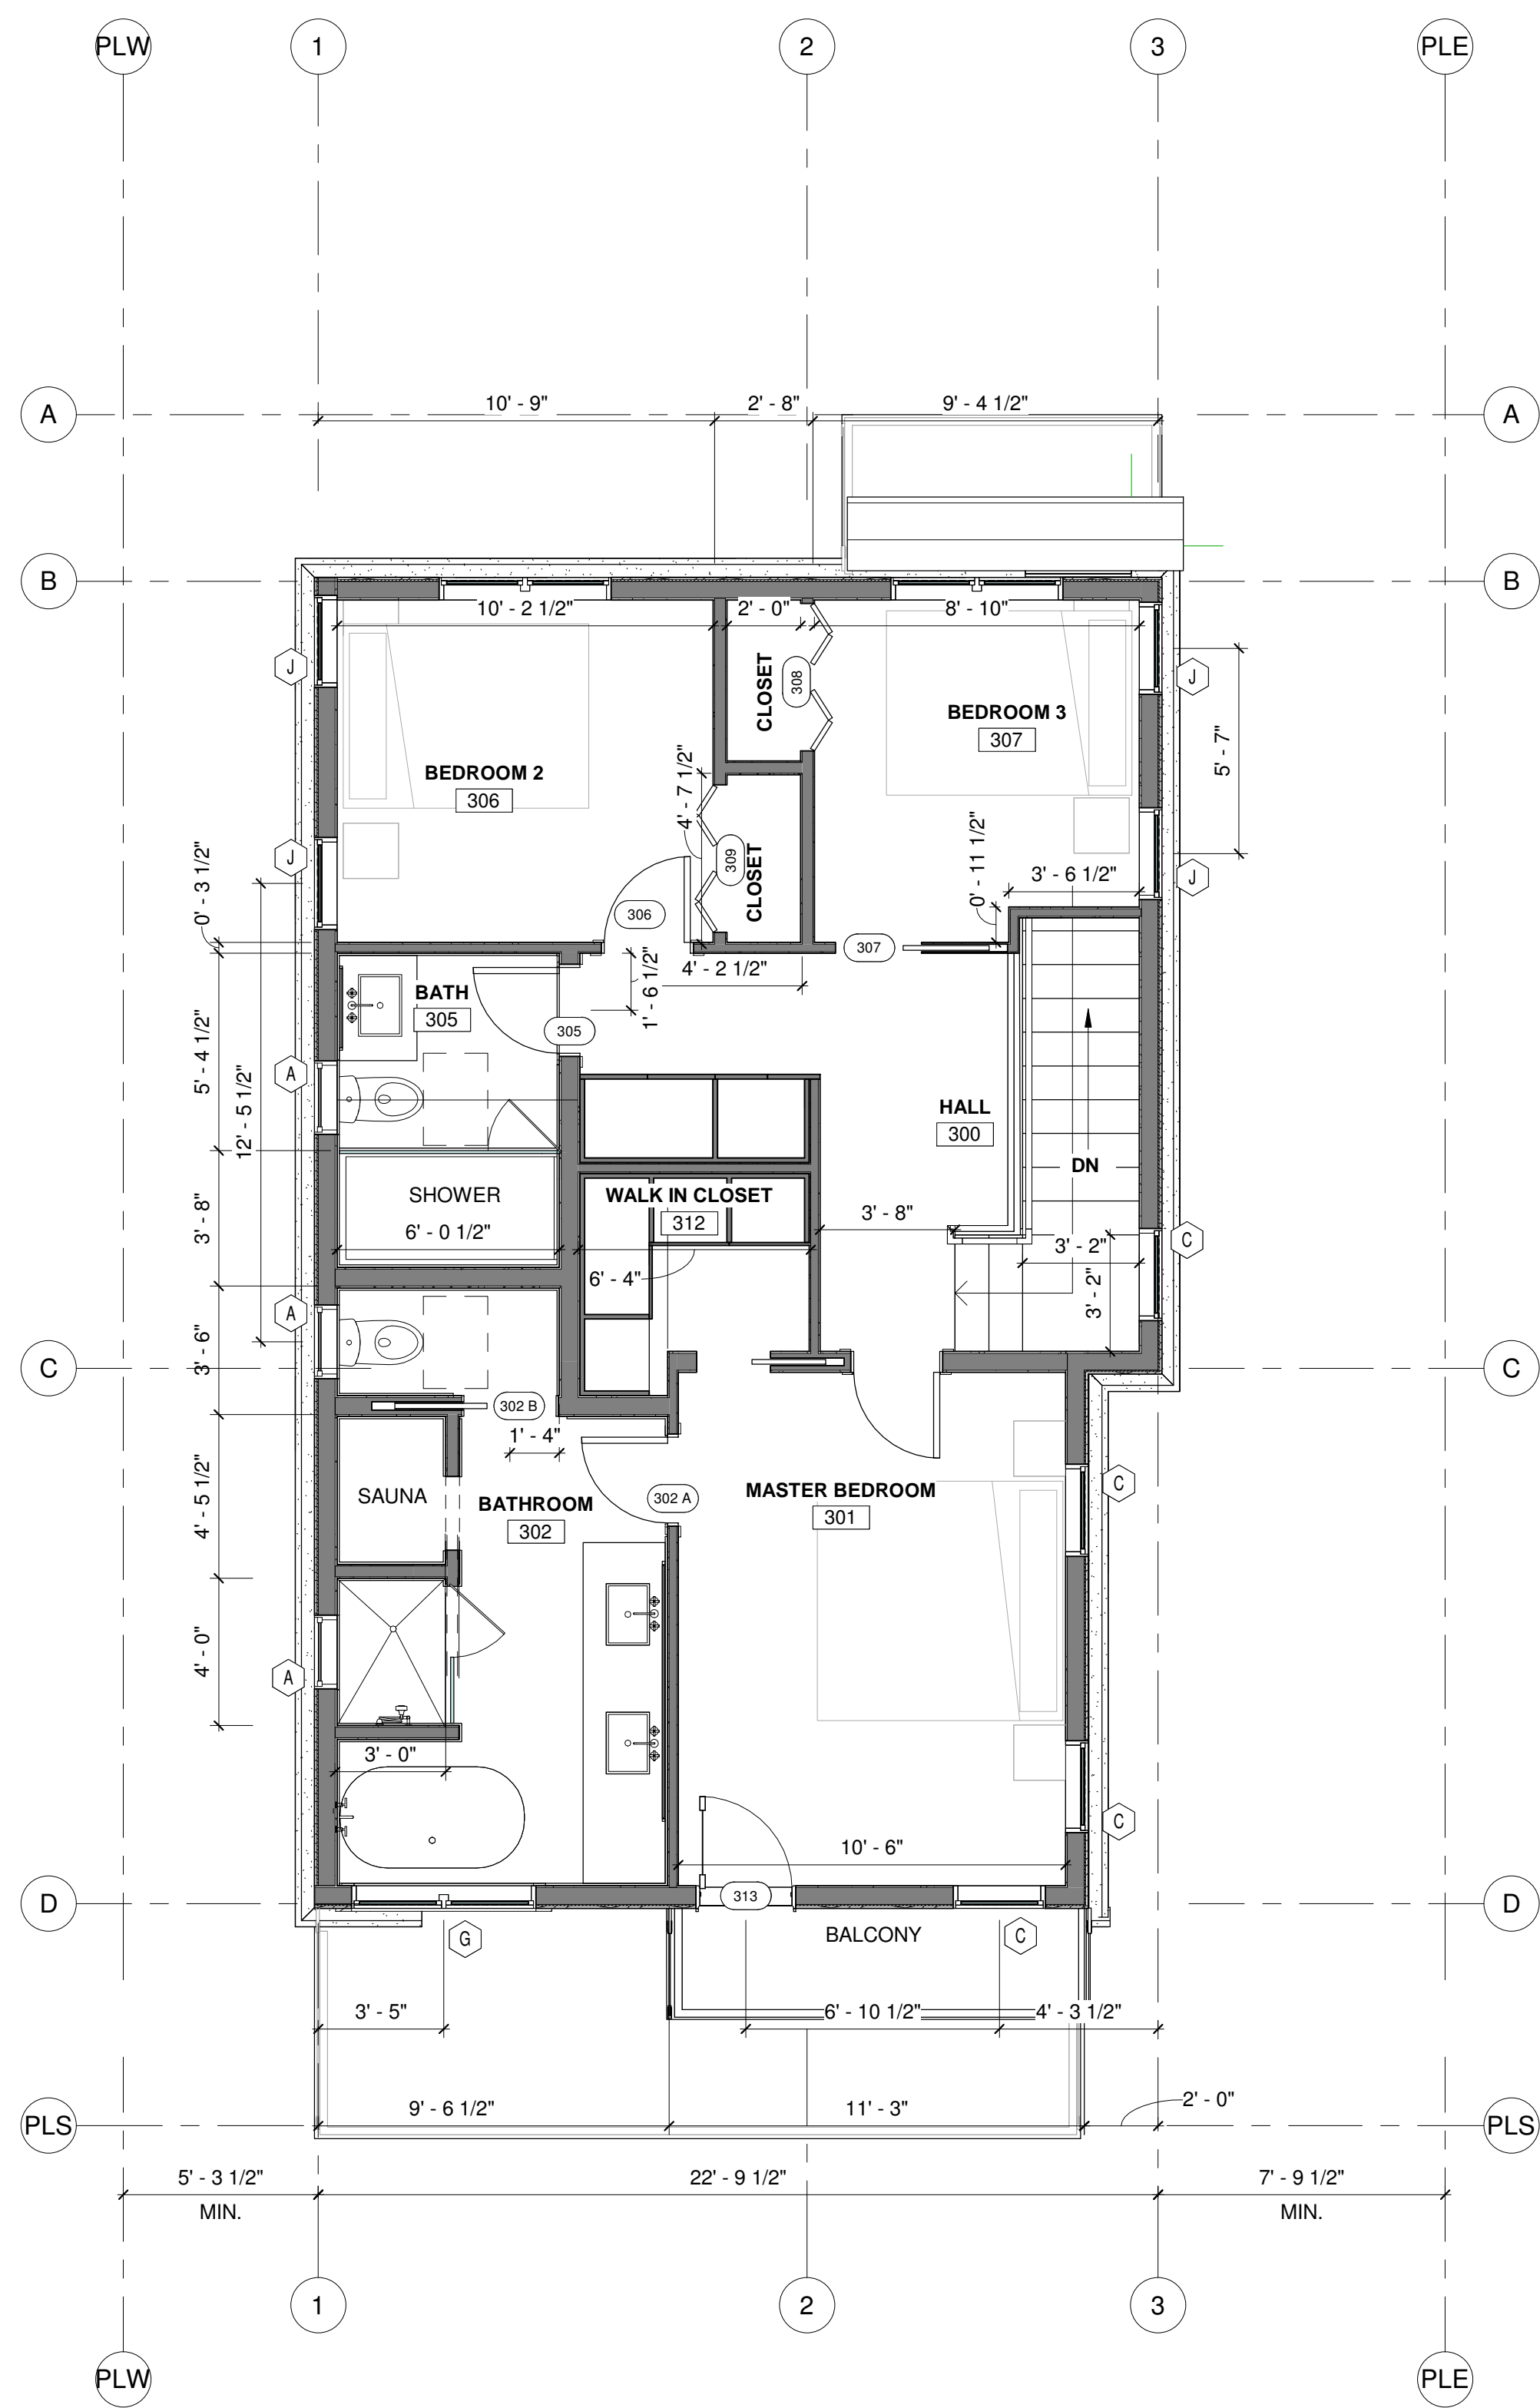 PLW 1 2 3 PLE
A 10' - 9" 2' - 8" 9' - 4 1/2" A
B B
10' - 2 1/2" 2' - 0" 8' - 10"
J CLOSET 308 J
BEDROOM 3
307
5' - 7"
BEDROOM 2
306
4' - 7 1/2"
309
CLOSET
0' - 11 1/2"
J J
0' - 3 1/2"
3' - 6 1/2"
306
307
4' - 2 1/2"
1' - 6 1/2"
BATH
305
305
5' - 4 1/2"
A
12' - 5 1/2"
HALL
300
DN
SHOWER
6' - 0 1/2"
3' - 8"
WALK IN CLOSET
312
3' - 8"
C
3' - 2"
3' - 2"
6' - 4"
A
3' - 6"
C C
302 B
1' - 4"
C
SAUNA
4' - 5 1/2"
BATHROOM
302
302 A
MASTER BEDROOM
301
4' - 0"
A
3' - 0"
C
10' - 6"
D 313 D
G BALCONY C
3' - 5" 6' - 10 1/2" 4' - 3 1/2"
9' - 6 1/2" 11' - 3" 2' - 0"
PLS PLS
5' - 3 1/2" 22' - 9 1/2" 7' - 9 1/2"
MIN. MIN.
1 2 3
PLW PLE